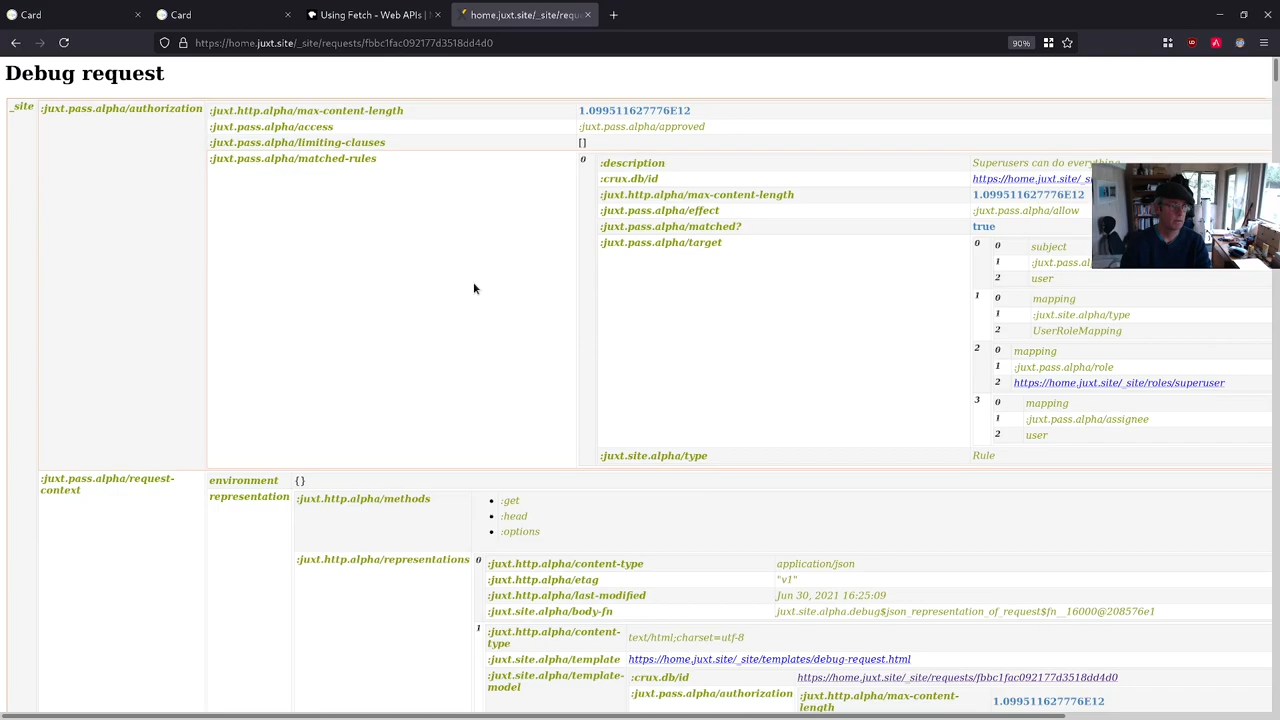 Card
Card
Using Fetch - Web APIs | M
home.juxt.site/_site/requ
https://home.juxt.site/_site/requests/fbbc1fac092177d3518dd4d0
90%
Debug request
_site
:juxt.pass.alpha/authorization
:juxt.http.alpha/max-content-length
1.099511627776E12
:juxt.pass.alpha/access
:juxt.pass.alpha/approved
:juxt.pass.alpha/limiting-clauses
[]
:juxt.pass.alpha/matched-rules
0
:description
Superusers can do everything
:crux.db/id
https://home.juxt.site/_s
:juxt.http.alpha/max-content-length
1.099511627776E12
:juxt.pass.alpha/effect
:juxt.pass.alpha/allow
:juxt.pass.alpha/matched?
true
:juxt.pass.alpha/target
0
0 subject
1 :juxt.pass.al
2 user
1
0 mapping
1 :juxt.site.alpha/type
2 UserRoleMapping
2
0 mapping
1 :juxt.pass.alpha/role
2 https://home.juxt.site/_site/roles/superuser
3
0 mapping
1 :juxt.pass.alpha/assignee
2 user
:juxt.site.alpha/type
Rule
:juxt.pass.alpha/request-
context
environment
{}
representation
:juxt.http.alpha/methods
:get
:head
:options
:juxt.http.alpha/representations
0
:juxt.http.alpha/content-type
application/json
:juxt.http.alpha/etag
"v1"
:juxt.http.alpha/last-modified
Jun 30, 2021 16:25:09
:juxt.site.alpha/body-fn
juxt.site.alpha.debug$json_representation_of_request$fn__16000@208576e1
1
:juxt.http.alpha/content-
type
text/html;charset=utf-8
:juxt.site.alpha/template
https://home.juxt.site/_site/templates/debug-request.html
:juxt.site.alpha/template-
model
:crux.db/id
https://home.juxt.site/_site/requests/fbbc1fac092177d3518dd4d0
:juxt.pass.alpha/authorization
:juxt.http.alpha/max-content-
length
1.099511627776E12